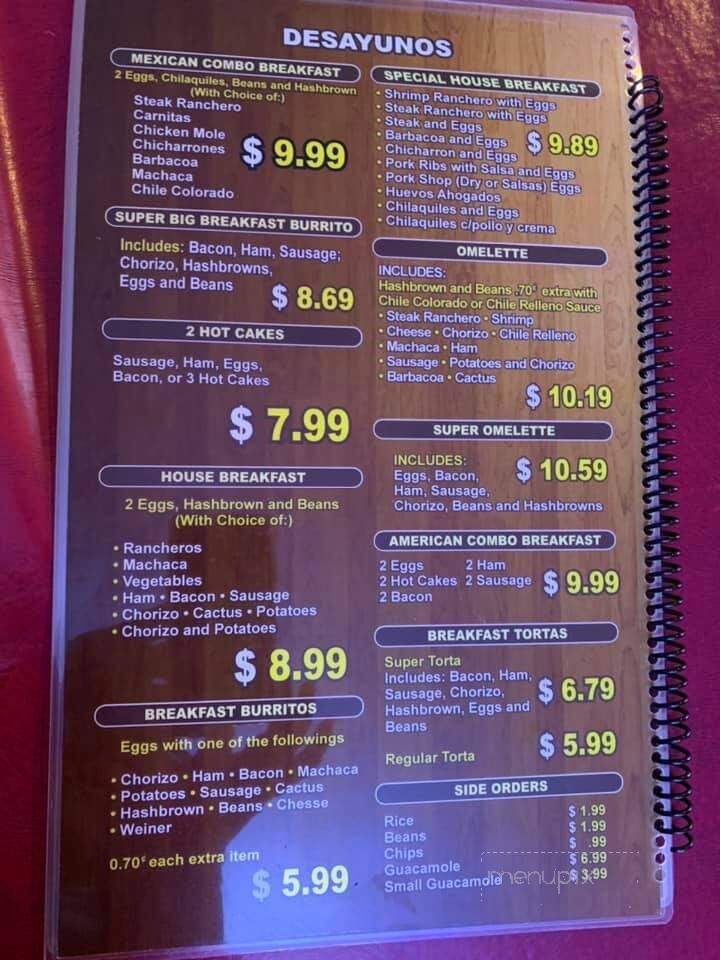 DESAYUNOS
MEXICAN COMBO BREAKFAST
2 Eggs, Chilaquiles, Beans and Hashbrown
(With Choice of:)
Steak Ranchero
Carnitas
Chicken Mole
Chicharrones
Barbacoa
Machaca
Chile Colorado
$ 9.99
SUPER BIG BREAKFAST BURRITO
Includes: Bacon, Ham, Sausage;
Chorizo, Hashbrowns,
Eggs and Beans
$ 8.69
2 HOT CAKES
Sausage, Ham, Eggs,
Bacon, or 3 Hot Cakes
$ 7.99
HOUSE BREAKFAST
2 Eggs, Hashbrown and Beans
(With Choice of:)
• Rancheros
• Machaca
• Vegetables
• Ham • Bacon • Sausage
• Chorizo • Cactus • Potatoes
• Chorizo and Potatoes
$ 8.99
BREAKFAST BURRITOS
Eggs with one of the followings
• Chorizo • Ham • Bacon • Machaca
• Potatoes • Sausage • Cactus
• Hashbrown • Beans • Chesse
• Weiner
0.70¢ each extra item
$ 5.99
SPECIAL HOUSE BREAKFAST
• Shrimp Ranchero with Eggs
• Steak Ranchero with Eggs
• Steak and Eggs
• Barbacoa and Eggs
• Chicharron and Eggs
• Pork Ribs with Salsa and Eggs
• Pork Shop (Dry or Salsas) Eggs
• Huevos Ahogados
• Chilaquiles and Eggs
• Chilaquiles c/pollo y crema
$ 9.89
OMELETTE
INCLUDES:
Hashbrown and Beans .70¢ extra with
Chile Colorado or Chile Relleno Sauce
• Steak Ranchero • Shrimp
• Cheese • Chorizo • Chile Relleno
• Machaca • Ham
• Sausage • Potatoes and Chorizo
• Barbacoa • Cactus
$ 10.19
SUPER OMELETTE
INCLUDES:
Eggs, Bacon,
Ham, Sausage,
Chorizo, Beans and Hashbrowns
$ 10.59
AMERICAN COMBO BREAKFAST
2 Eggs 2 Ham
2 Hot Cakes 2 Sausage
2 Bacon
$ 9.99
BREAKFAST TORTAS
Super Torta
Includes: Bacon, Ham,
Sausage, Chorizo,
Hashbrown, Eggs and
Beans
$ 6.79
Regular Torta $ 5.99
SIDE ORDERS
Rice $ 1.99
Beans $ 1.99
Chips $ .99
Guacamole $ 6.99
Small Guacamole $ 3.99
menupix